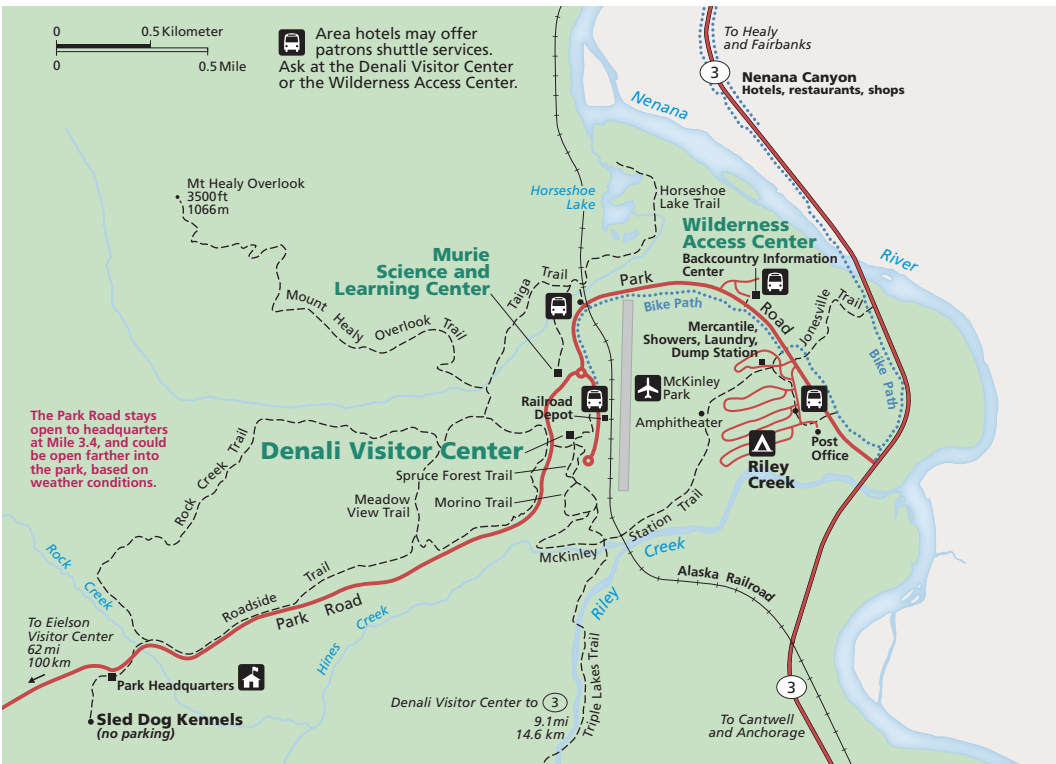 0 0.5 Kilometer
0 0.5 Mile
Area hotels may offer
patrons shuttle services.
Ask at the Denali Visitor Center
or the Wilderness Access Center.
To Healy
and Fairbanks
3
Nenana Canyon
Hotels, restaurants, shops
Nenana
River
Mt Healy Overlook
3500 ft
1066 m
Horseshoe
Lake
Horseshoe
Lake Trail
Wilderness
Access Center
Backcountry Information
Center
Murie
Science and
Learning Center
Taiga Trail
Park Road
Bike Path
Mount Healy Overlook Trail
Jonesville Trail
Mercantile,
Showers, Laundry,
Dump Station
Bike Path
McKinley
Park
Railroad
Depot
Amphitheater
The Park Road stays
open to headquarters
at Mile 3.4, and could
be open farther into
the park, based on
weather conditions.
Rock Creek Trail
Denali Visitor Center
Post
Office
Riley
Creek
Spruce Forest Trail
Meadow
View Trail
Morino Trail
McKinley Station Trail
Riley Creek
Alaska Railroad
Rock Creek
Roadside Trail
Park Road
Hines Creek
To Eielson
Visitor Center
62 mi
100 km
Park Headquarters
Sled Dog Kennels
(no parking)
Triple Lakes Trail
Denali Visitor Center to 3
9.1 mi
14.6 km
3
To Cantwell
and Anchorage